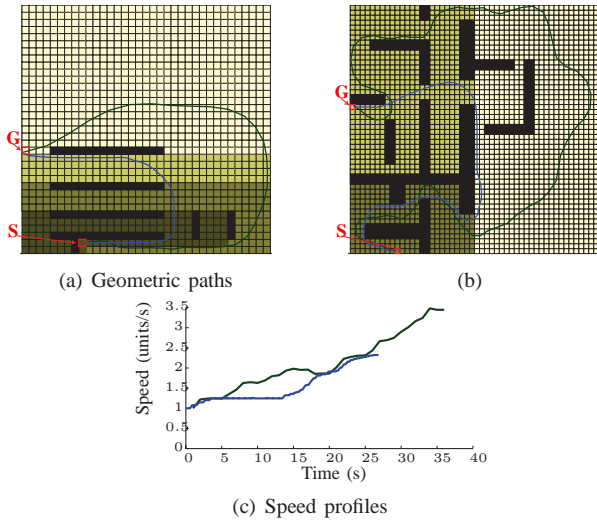 G
S
G
S
(a) Geometric paths
(b)
3.5
3
2.5
2
1.5
1
0.5
0
Speed (units/s)
0 5 10 15 20 25 30 35 40
Time (s)
(c) Speed profiles